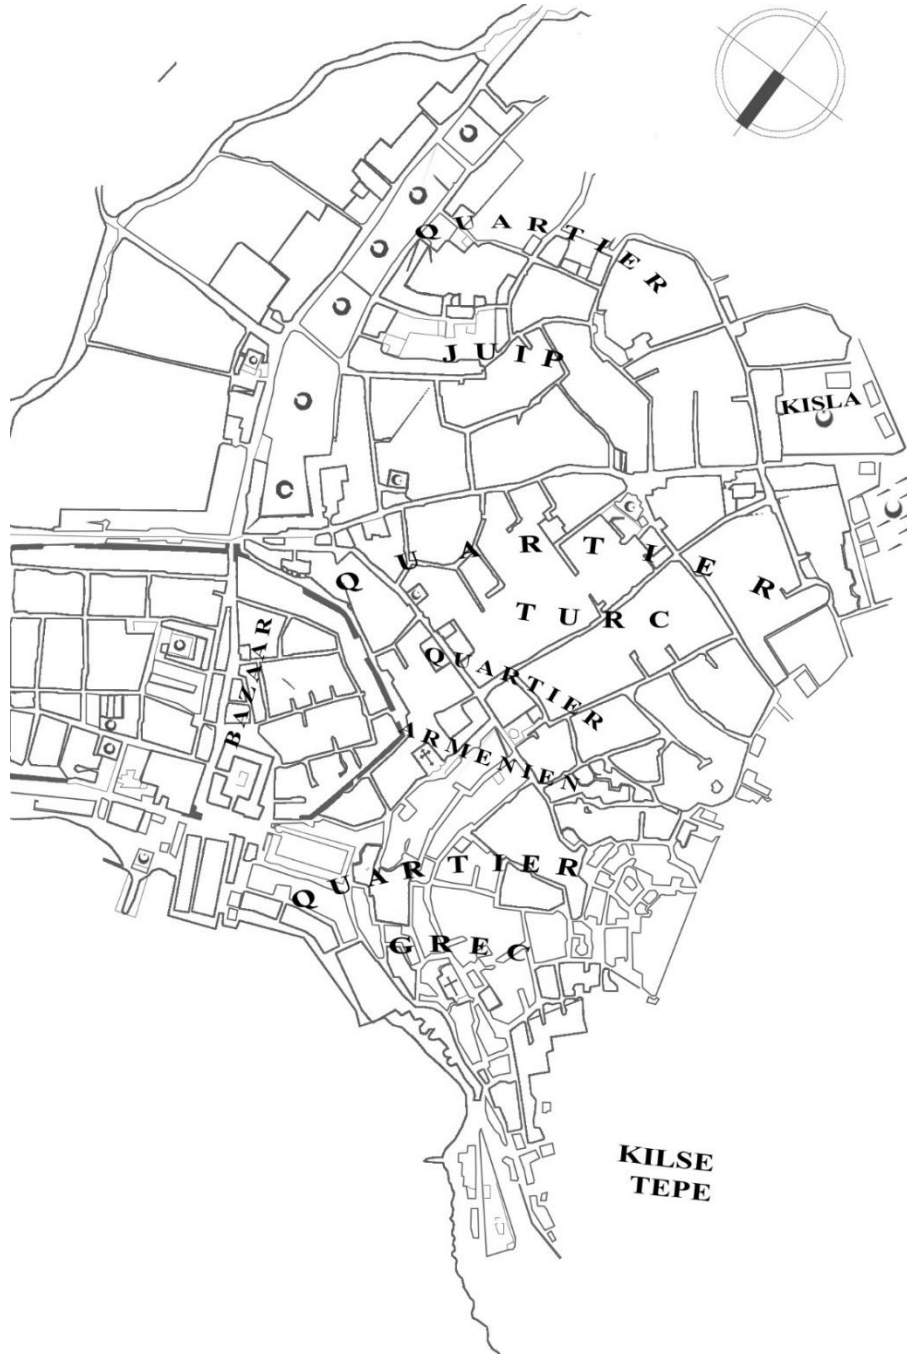 QUARTIER
JUIP
KISLA
QUARTIER
TURC
BAZAAR
QUARTIER
ARMENIEN
QUARTIER
GREC
KILSE
TEPE